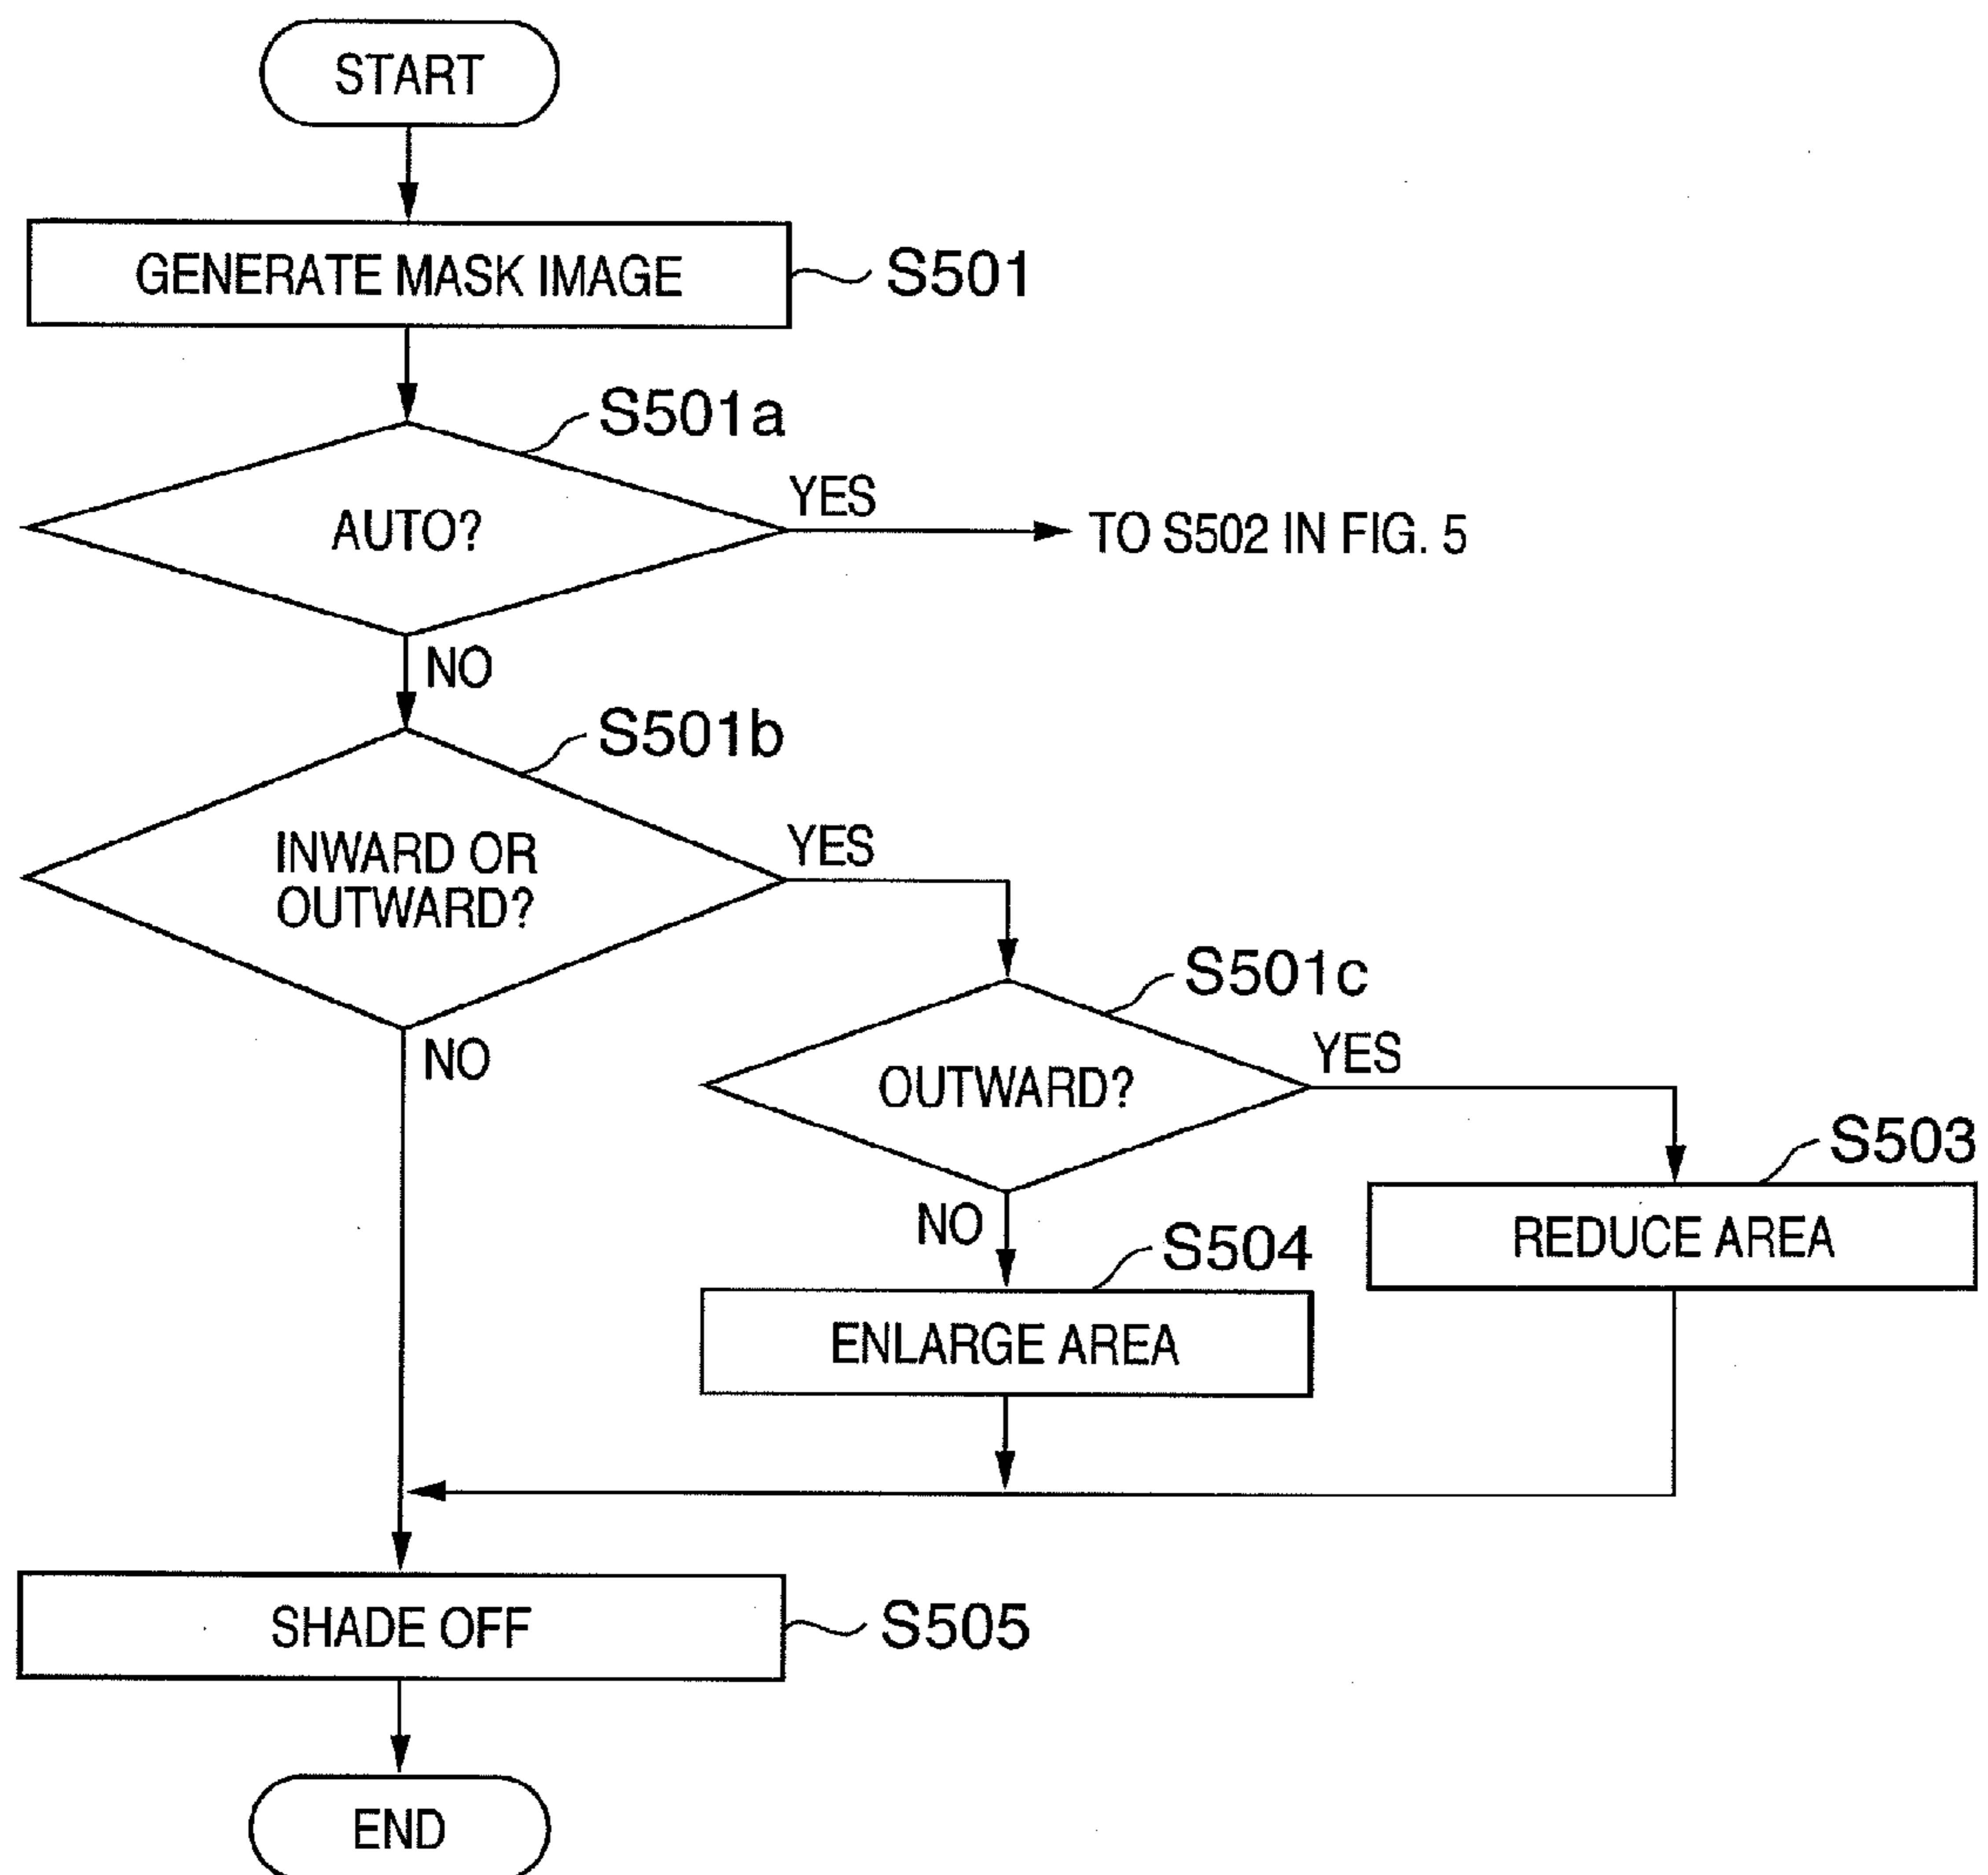 START
GENERATE MASK IMAGE
S501
S501a
AUTO?
YES
TO S502 IN FIG. 5
NO
S501b
INWARD OR
OUTWARD?
YES
NO
S501c
OUTWARD?
YES
NO
S503
REDUCE AREA
S504
ENLARGE AREA
SHADE OFF
S505
END